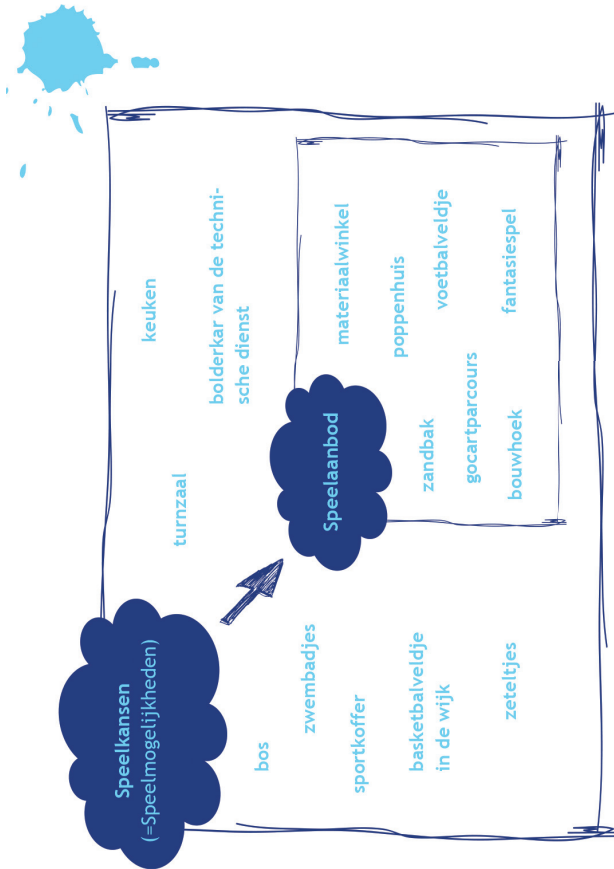 Speelkansen
(=Speelmogelijkheden)
turnzaal
keuken
bolderkar van de techni-
sche dienst
bos
zwembadjes
sportkoffer
basketbalveldje
in de wijk
zeteltjes
Speelaanbod
materiaalwinkel
poppenhuis
voetbalveldje
zandbak
gocartparcours
bouwhoek
fantasiespel